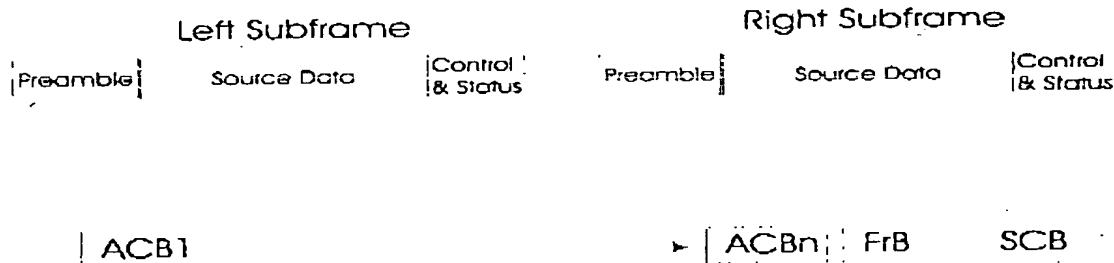 Left Subframe
Right Subframe
Preamble Source Data Control & Status
Preamble Source Data Control & Status
ACB1
ACBn FrB SCB